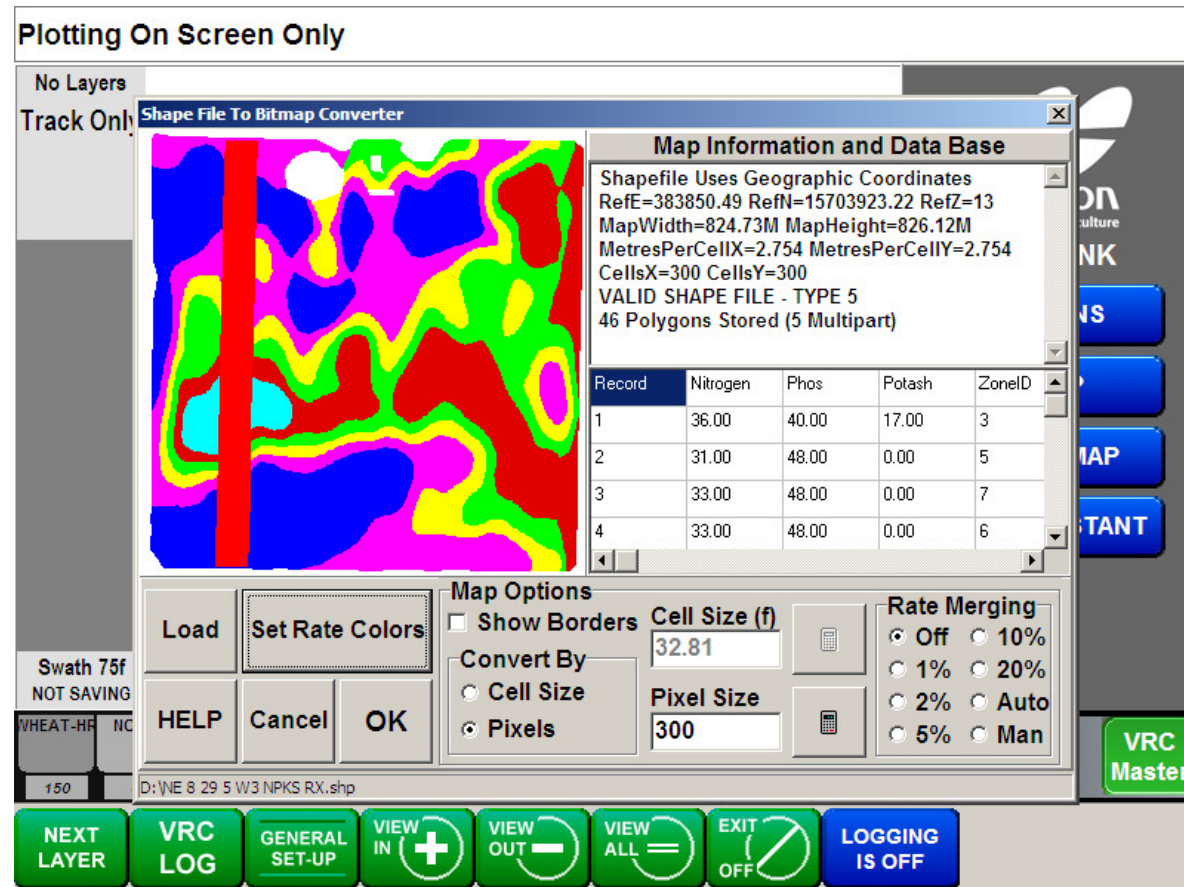 Plotting On Screen Only
No Layers
Track Only
Shape File To Bitmap Converter
Map Information and Data Base
Shapefile Uses Geographic Coordinates
RefE=383850.49 RefN=15703923.22 RefZ=13
MapWidth=824.73M MapHeight=826.12M
MetresPerCellX=2.754 MetresPerCellY=2.754
CellsX=300 CellsY=300
VALID SHAPE FILE - TYPE 5
46 Polygons Stored (5 Multipart)
Record Nitrogen Phos Potash ZoneID
1 36.00 40.00 17.00 3
2 31.00 48.00 0.00 5
3 33.00 48.00 0.00 7
4 33.00 48.00 0.00 6
Load
Set Rate Colors
HELP
Cancel
OK
Map Options
Show Borders
Convert By
Cell Size
Pixels
Cell Size (f)
32.81
Pixel Size
300
Rate Merging
Off 10%
1% 20%
2% Auto
5% Man
D:\NE 8 29 5 W3 NPKS RX.shp
Swath 75f
NOT SAVING
WHEAT-HR
150
NK
VRC
Master
NEXT
LAYER
VRC
LOG
GENERAL
SET-UP
VIEW
IN
VIEW
OUT
VIEW
ALL
EXIT
OFF
LOGGING
IS OFF